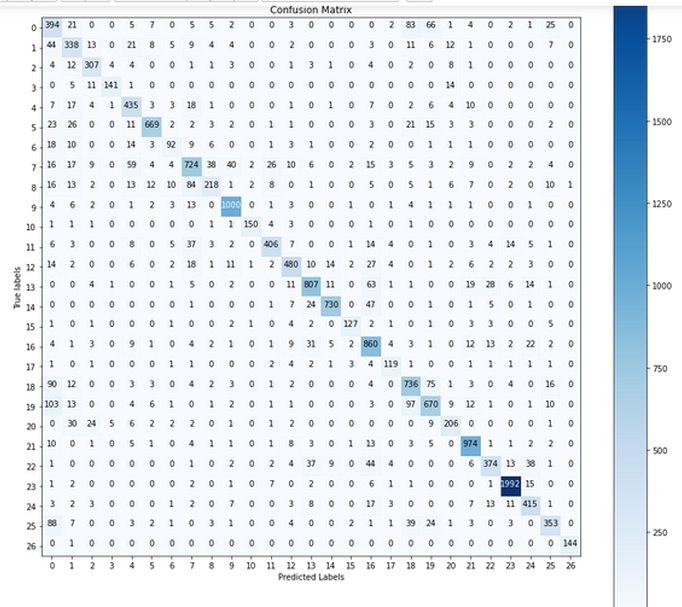 Confusion Matrix
0 394 21 0 0 5 7 0 5 5 2 0 0 3 0 0 0 0 2 83 66 1 4 0 2 1 25 0
1 44 338 13 0 21 8 5 9 4 4 0 0 2 0 0 0 3 0 11 6 12 1 0 0 0 7 0
2 4 12 307 4 4 0 0 1 1 3 0 0 1 3 1 0 4 0 2 0 8 1 0 0 0 0 0
3 0 5 11 141 1 0 0 0 0 0 0 0 0 0 0 0 0 0 0 0 14 0 0 0 0 0 0
4 7 17 4 1 435 3 3 18 1 0 0 0 1 0 1 0 7 0 2 6 4 10 0 0 0 0 0
5 23 26 0 0 11 669 2 2 3 2 0 1 1 0 0 0 3 0 21 15 3 3 0 0 0 2 0
6 18 10 0 0 14 3 92 9 6 0 0 1 3 1 0 0 2 0 0 1 1 1 0 0 0 0 0
7 16 17 9 0 59 4 4 724 38 40 2 26 10 6 0 2 15 3 5 3 2 9 0 2 2 4 0
8 16 13 2 0 13 12 10 84 218 1 2 8 0 1 0 0 5 0 5 1 6 7 0 2 0 10 1
9 4 6 2 0 1 2 3 13 0 1000 0 1 3 0 0 1 0 1 4 1 1 1 0 0 1 0 0
10 1 1 1 0 0 0 0 0 1 1 150 4 3 0 0 0 0 0 1 0 0 0 0 0 0 0 0
11 6 3 0 0 8 0 5 37 3 2 0 406 0 0 0 1 14 4 0 1 0 3 4 14 5 1 0
12 14 2 0 0 6 0 2 18 1 11 1 2 480 10 14 2 27 4 0 1 2 6 2 2 3 0 0
13 0 0 4 1 0 0 1 5 0 2 0 0 11 807 11 0 63 1 0 0 0 19 28 6 14 1 0
14 0 0 0 0 0 0 0 1 0 0 0 1 7 24 730 0 47 0 0 1 0 1 5 0 1 0 0
15 1 0 1 0 0 1 0 0 0 2 1 0 4 2 0 127 2 1 0 1 0 3 3 0 0 5 0
16 4 1 3 0 9 1 0 4 2 1 0 1 9 31 5 2 860 4 3 1 0 12 13 2 22 2 0
17 1 0 1 0 0 0 1 1 0 0 0 2 4 2 1 3 4 119 1 0 0 1 1 1 1 1 0
18 90 12 0 0 3 3 0 4 2 3 0 1 2 0 0 0 4 0 736 75 1 3 0 4 0 16 0
19 103 13 0 0 4 6 1 0 1 2 0 1 1 0 0 0 3 0 97 670 9 12 1 0 1 10 0
20 0 30 24 5 6 2 2 2 0 1 0 1 2 0 0 0 0 0 0 9 206 0 0 0 0 0 0
21 10 0 1 0 5 1 0 4 1 0 1 1 8 3 0 1 13 0 3 5 0 974 1 1 2 2 0
22 1 0 0 0 0 0 1 0 2 0 0 2 4 37 9 0 44 4 0 0 0 6 374 13 38 1 0
23 1 2 0 0 0 0 0 2 0 1 0 7 0 2 0 0 6 1 1 0 0 0 0 1992 15 0 0
24 3 2 3 0 0 0 1 2 0 7 0 0 3 8 0 0 17 3 0 0 0 7 13 11 415 1 0
25 88 7 0 0 3 2 1 0 3 1 0 0 4 0 0 2 1 1 39 24 1 3 0 3 0 353 0
26 0 1 0 0 0 0 0 0 0 0 0 0 0 0 0 0 0 0 0 0 0 0 0 0 0 0 144
0 1 2 3 4 5 6 7 8 9 10 11 12 13 14 15 16 17 18 19 20 21 22 23 24 25 26
Predicted Labels
True labels
1750
1500
1250
1000
750
500
250